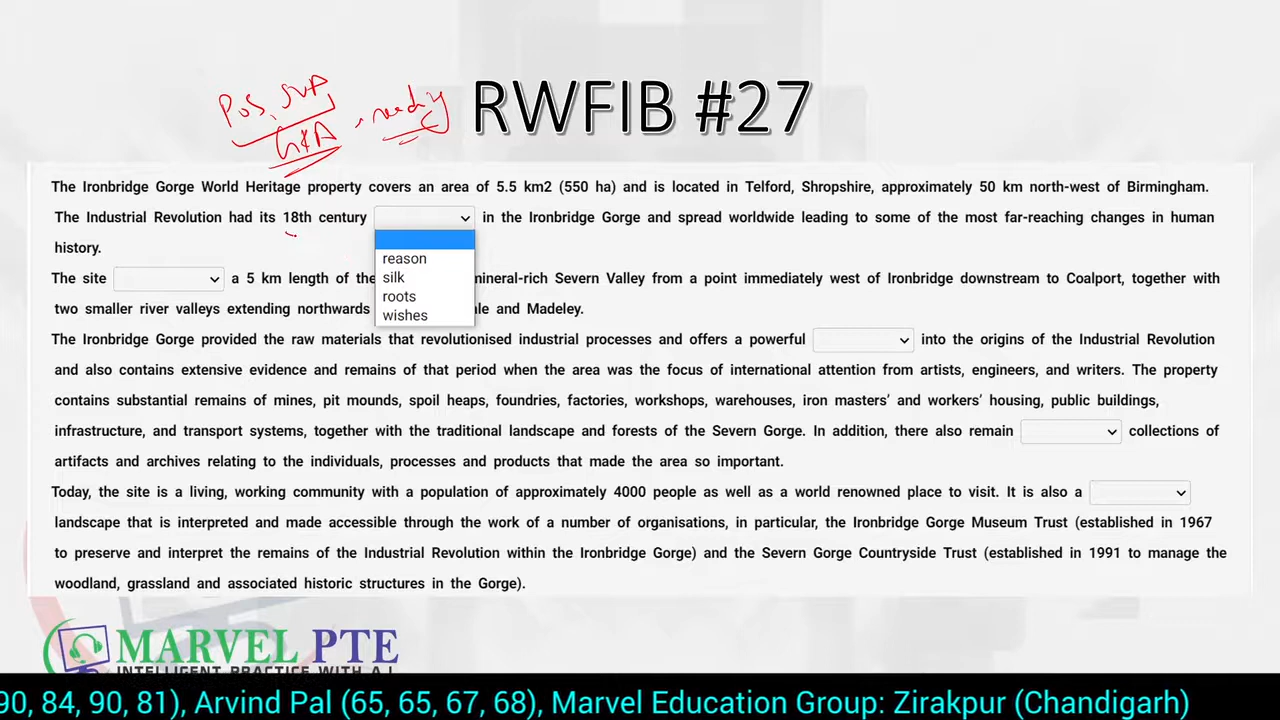 RWFIB #27
Pos, SVA
G&A, reading
The Ironbridge Gorge World Heritage property covers an area of 5.5 km2 (550 ha) and is located in Telford, Shropshire, approximately 50 km north-west of Birmingham.
The Industrial Revolution had its 18th century in the Ironbridge Gorge and spread worldwide leading to some of the most far-reaching changes in human
history.
reason
silk
roots
wishes
The site a 5 km length of the mineral-rich Severn Valley from a point immediately west of Ironbridge downstream to Coalport, together with
two smaller river valleys extending northwards le and Madeley.
The Ironbridge Gorge provided the raw materials that revolutionised industrial processes and offers a powerful into the origins of the Industrial Revolution
and also contains extensive evidence and remains of that period when the area was the focus of international attention from artists, engineers, and writers. The property
contains substantial remains of mines, pit mounds, spoil heaps, foundries, factories, workshops, warehouses, iron masters’ and workers’ housing, public buildings,
infrastructure, and transport systems, together with the traditional landscape and forests of the Severn Gorge. In addition, there also remain collections of
artifacts and archives relating to the individuals, processes and products that made the area so important.
Today, the site is a living, working community with a population of approximately 4000 people as well as a world renowned place to visit. It is also a
landscape that is interpreted and made accessible through the work of a number of organisations, in particular, the Ironbridge Gorge Museum Trust (established in 1967
to preserve and interpret the remains of the Industrial Revolution within the Ironbridge Gorge) and the Severn Gorge Countryside Trust (established in 1991 to manage the
woodland, grassland and associated historic structures in the Gorge).
MARVEL PTE
INTELLIGENT PRACTICE WITH A.I
90, 84, 90, 81), Arvind Pal (65, 65, 67, 68), Marvel Education Group: Zirakpur (Chandigarh)